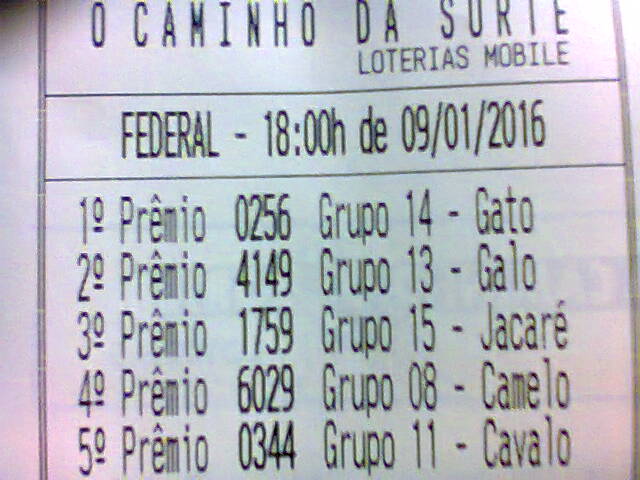 O CAMINHO DA SORTE
LOTERIAS MOBILE
FEDERAL - 18:00h de 09/01/2016
1º Prêmio 0256 Grupo 14 - Gato
2º Prêmio 4149 Grupo 13 - Galo
3º Prêmio 1759 Grupo 15 - Jacaré
4º Prêmio 6029 Grupo 08 - Camelo
5º Prêmio 0344 Grupo 11 - Cavalo